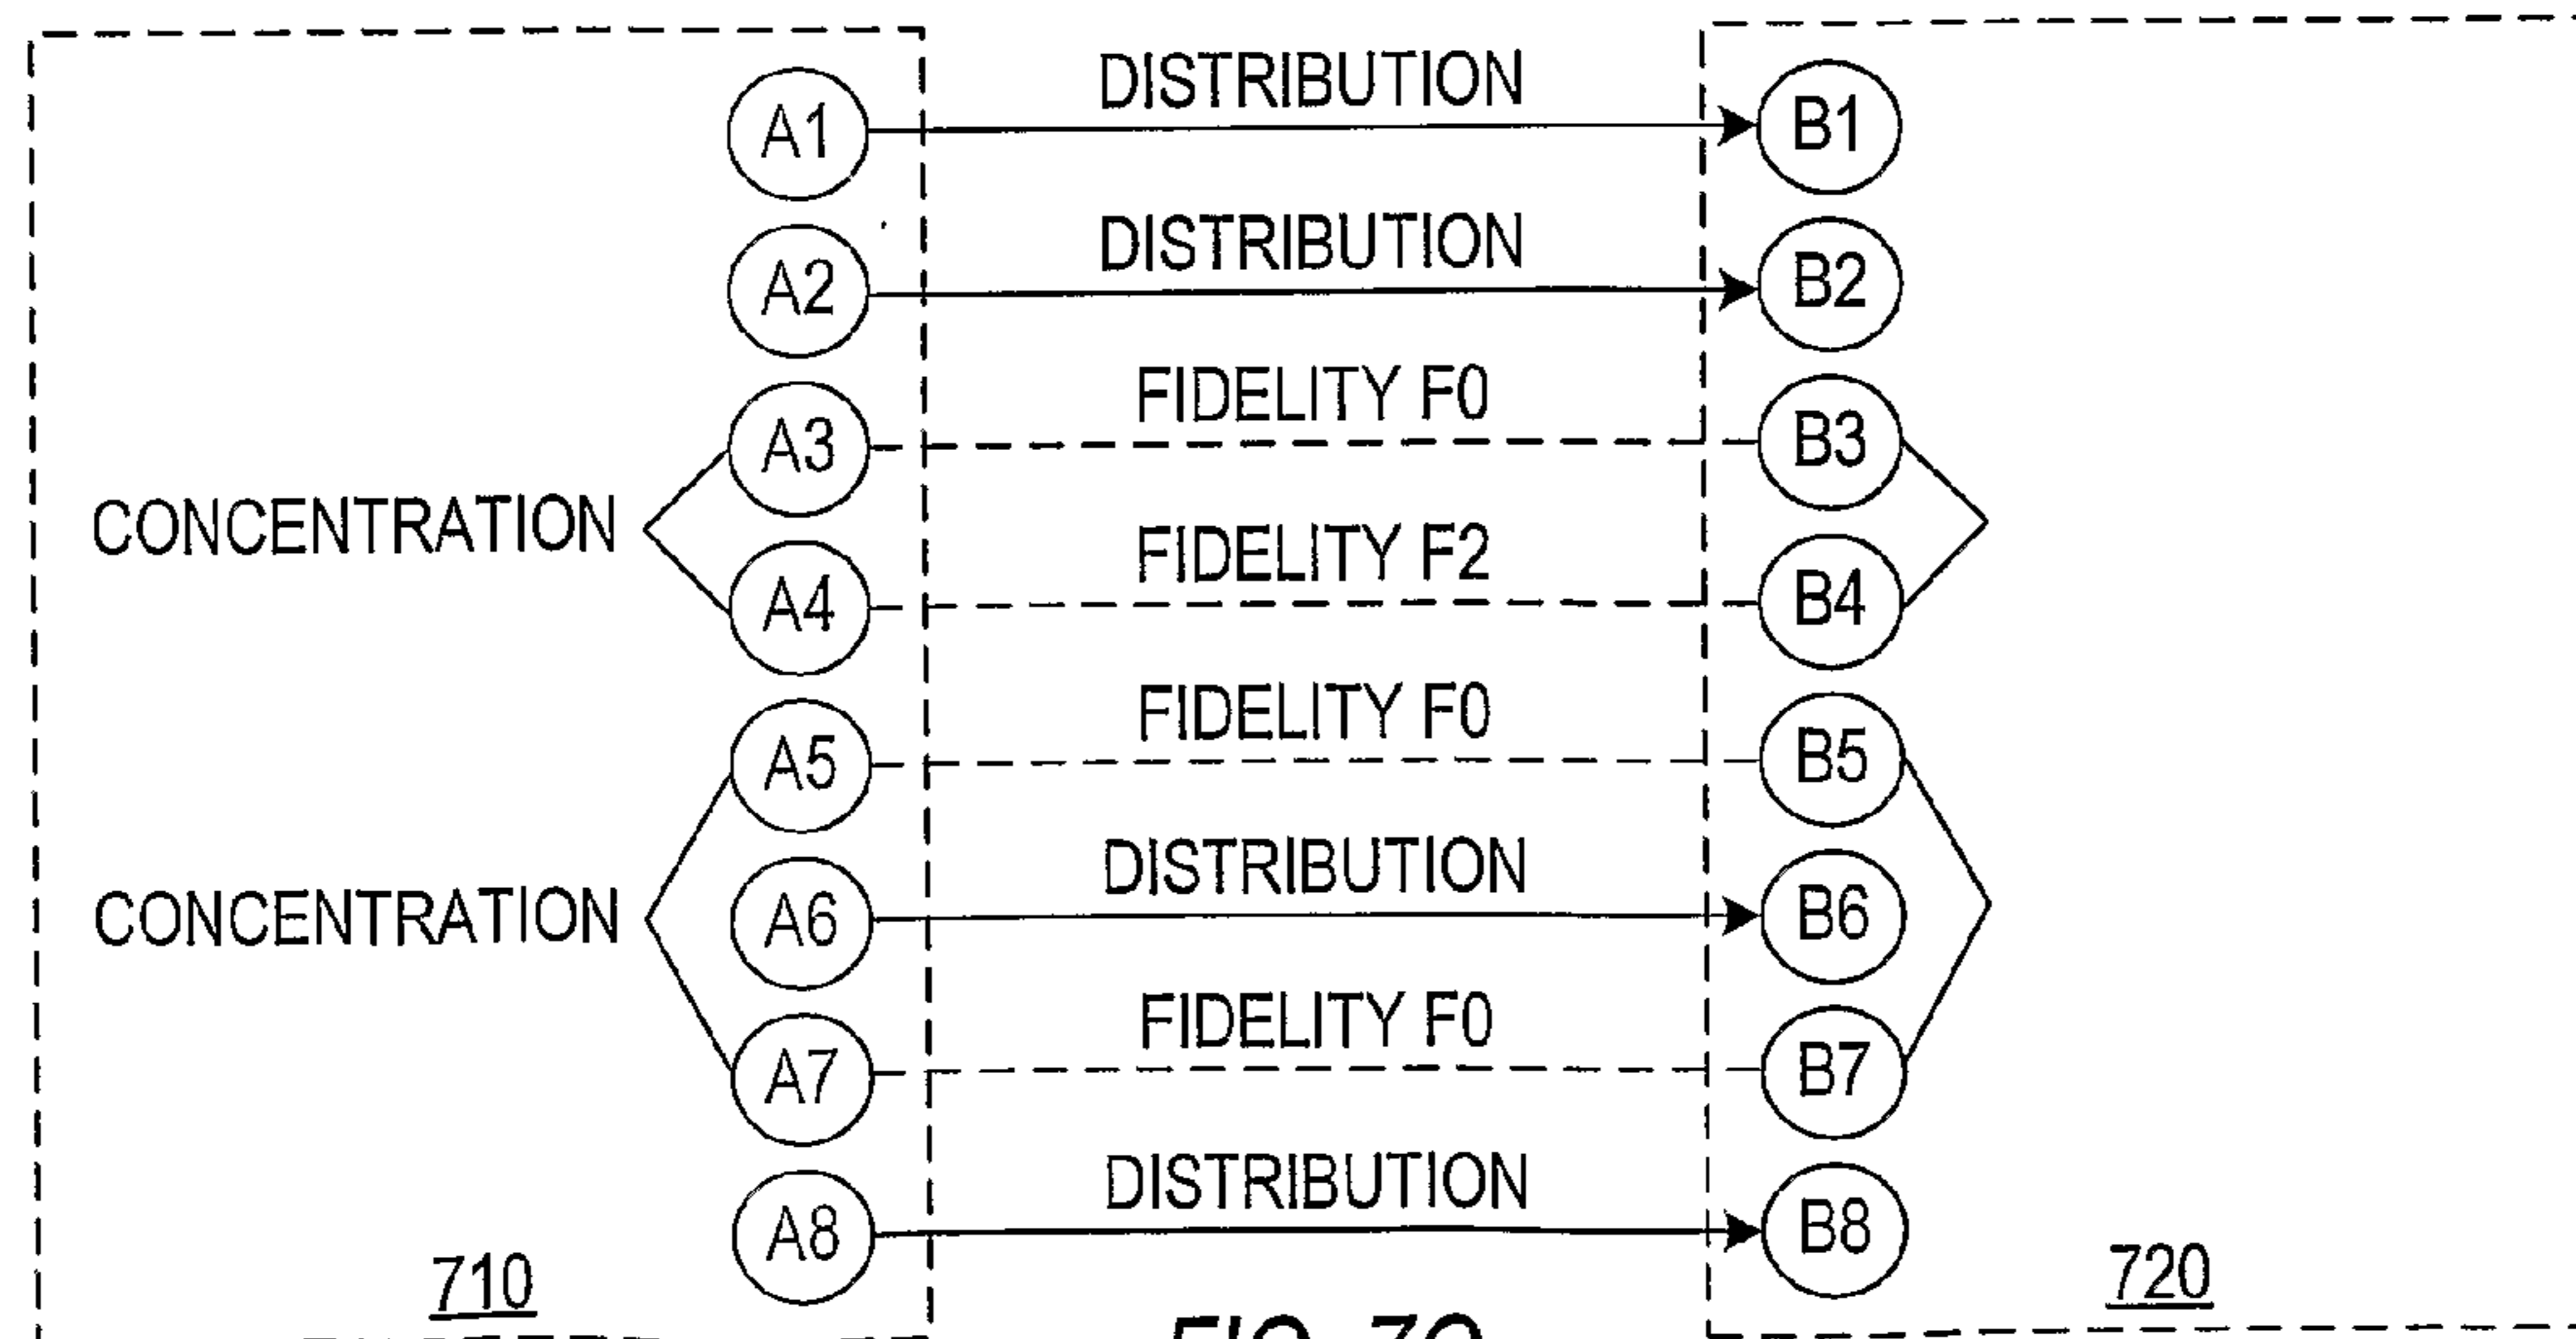 A1 DISTRIBUTION B1
A2 DISTRIBUTION B2
A3 FIDELITY F0 B3
CONCENTRATION
A4 FIDELITY F2 B4
A5 FIDELITY F0 B5
CONCENTRATION
A6 DISTRIBUTION B6
A7 FIDELITY F0 B7
A8 DISTRIBUTION B8
710
720